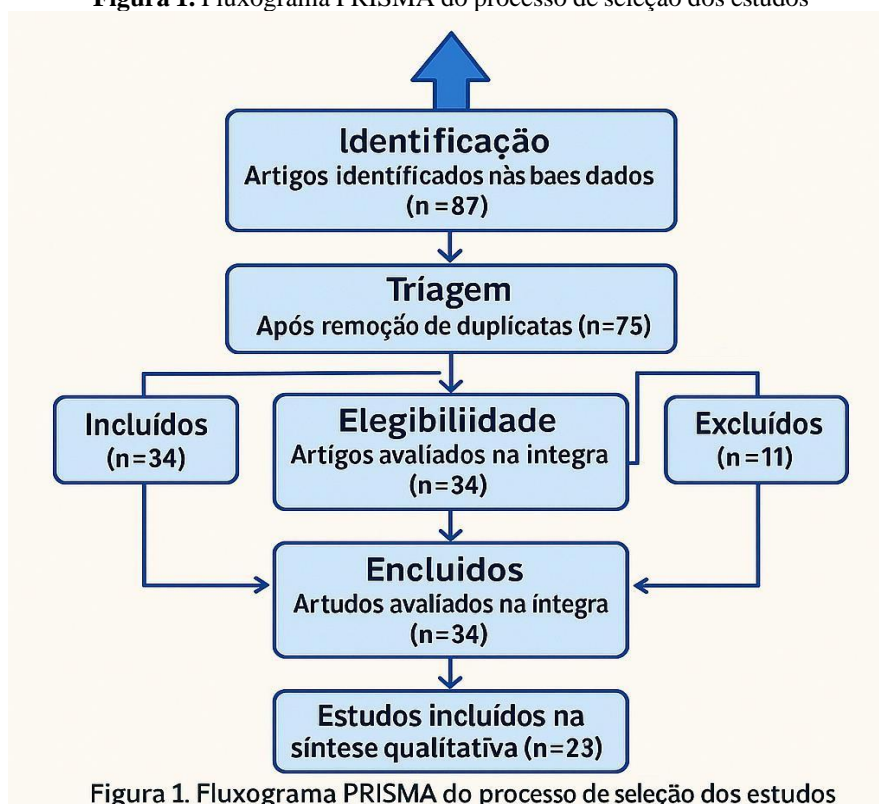 Figura 1. Fluxograma PRISMA do processo de seleção dos estudos
Identificação
Artigos identífícados nàs baes dados
(n = 87)
Tríagem
Após remoção de duplícatas (n=75)
Incluídos
(n=34)
Elegibiliidade
Artígos avalíados na integra
(n=34)
Excluídos
(n=11)
Encluidos
Artudos avalíados na íntegra
(n=34)
Estudos incluídos na
síntese qualítatíva (n=23)
Figura 1. Fluxograma PRISMA do processo de seleção dos estudos